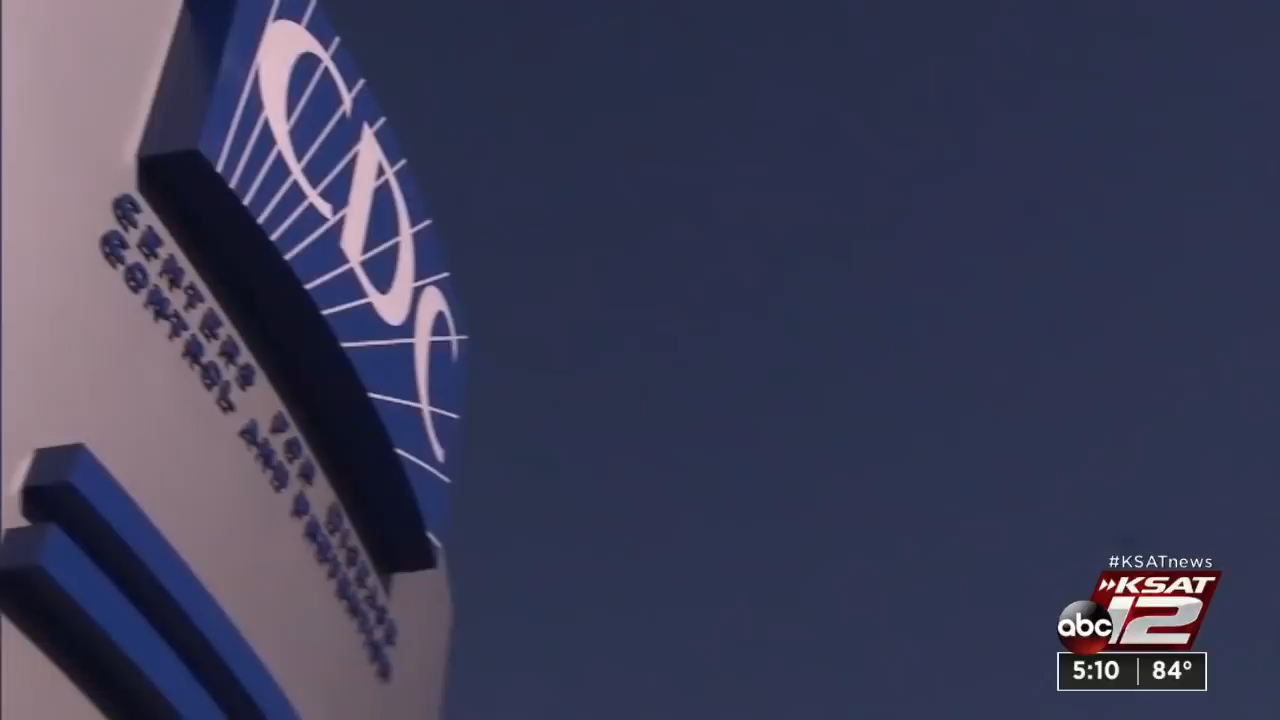 CDC
CENTERS FOR DISEASE
CONTROL AND PREVENTION
#KSATnews
KSAT
abc 12
5:10 84°